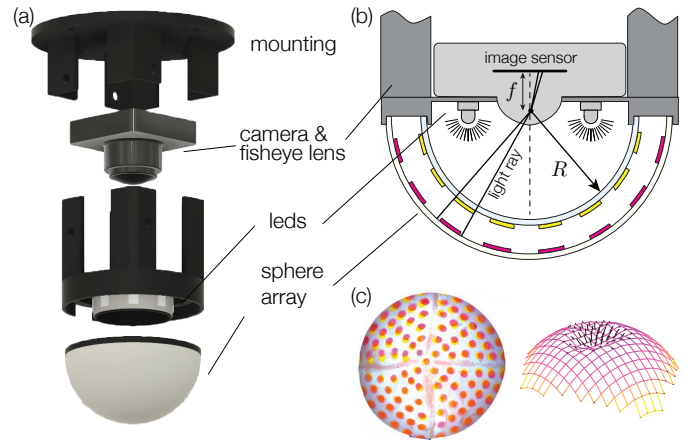 (a)
mounting
camera &
fisheye lens
leds
sphere
array
(b)
image sensor
f
light ray
R
(c)